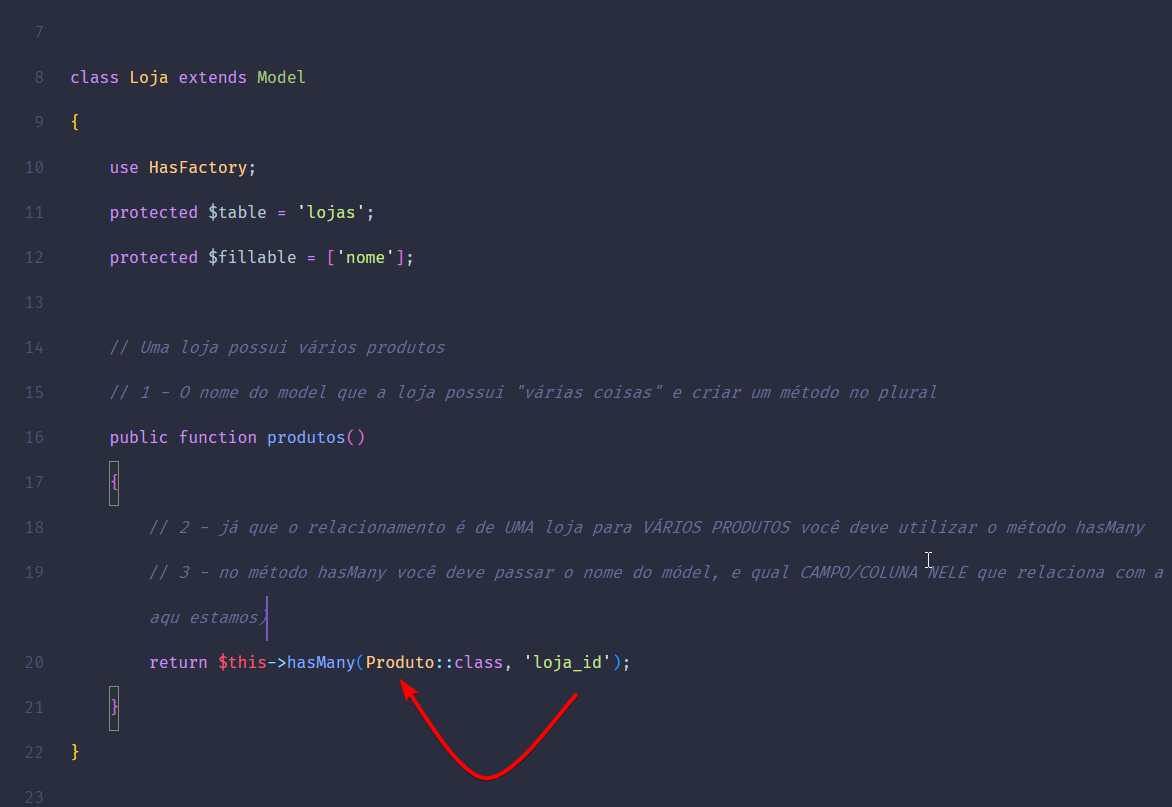 7
8 class Loja extends Model
9 {
10 use HasFactory;
11 protected $table = 'lojas';
12 protected $fillable = ['nome'];
13
14 // Uma loja possui vários produtos
15 // 1 - O nome do model que a loja possui "várias coisas" e criar um método no plural
16 public function produtos()
17 {
18 // 2 - já que o relacionamento é de UMA loja para VÁRIOS PRODUTOS você deve utilizar o método hasMany
19 // 3 - no método hasMany você deve passar o nome do módel, e qual CAMPO/COLUNA NELE que relaciona com a
aqu estamos)
20 return $this->hasMany(Produto::class, 'loja_id');
21 }
22 }
23